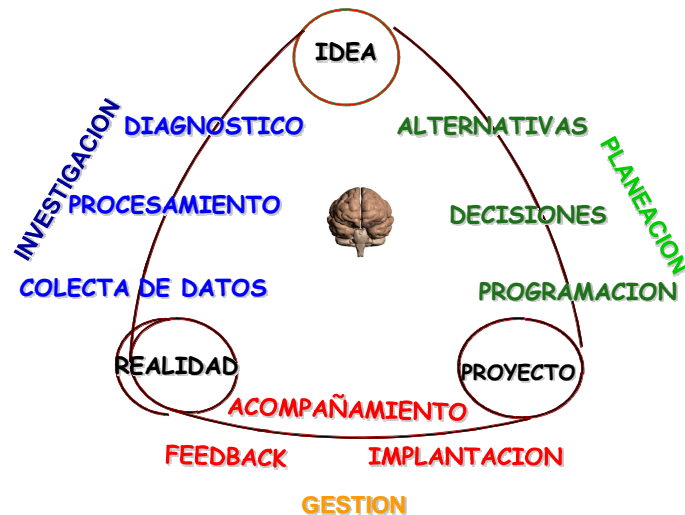 IDEA
DIAGNOSTICO
ALTERNATIVAS
INVESTIGACION
PLANEACION
PROCESAMIENTO
DECISIONES
COLECTA DE DATOS
PROGRAMACION
REALIDAD
PROYECTO
ACOMPAÑAMIENTO
FEEDBACK
IMPLANTACION
GESTION